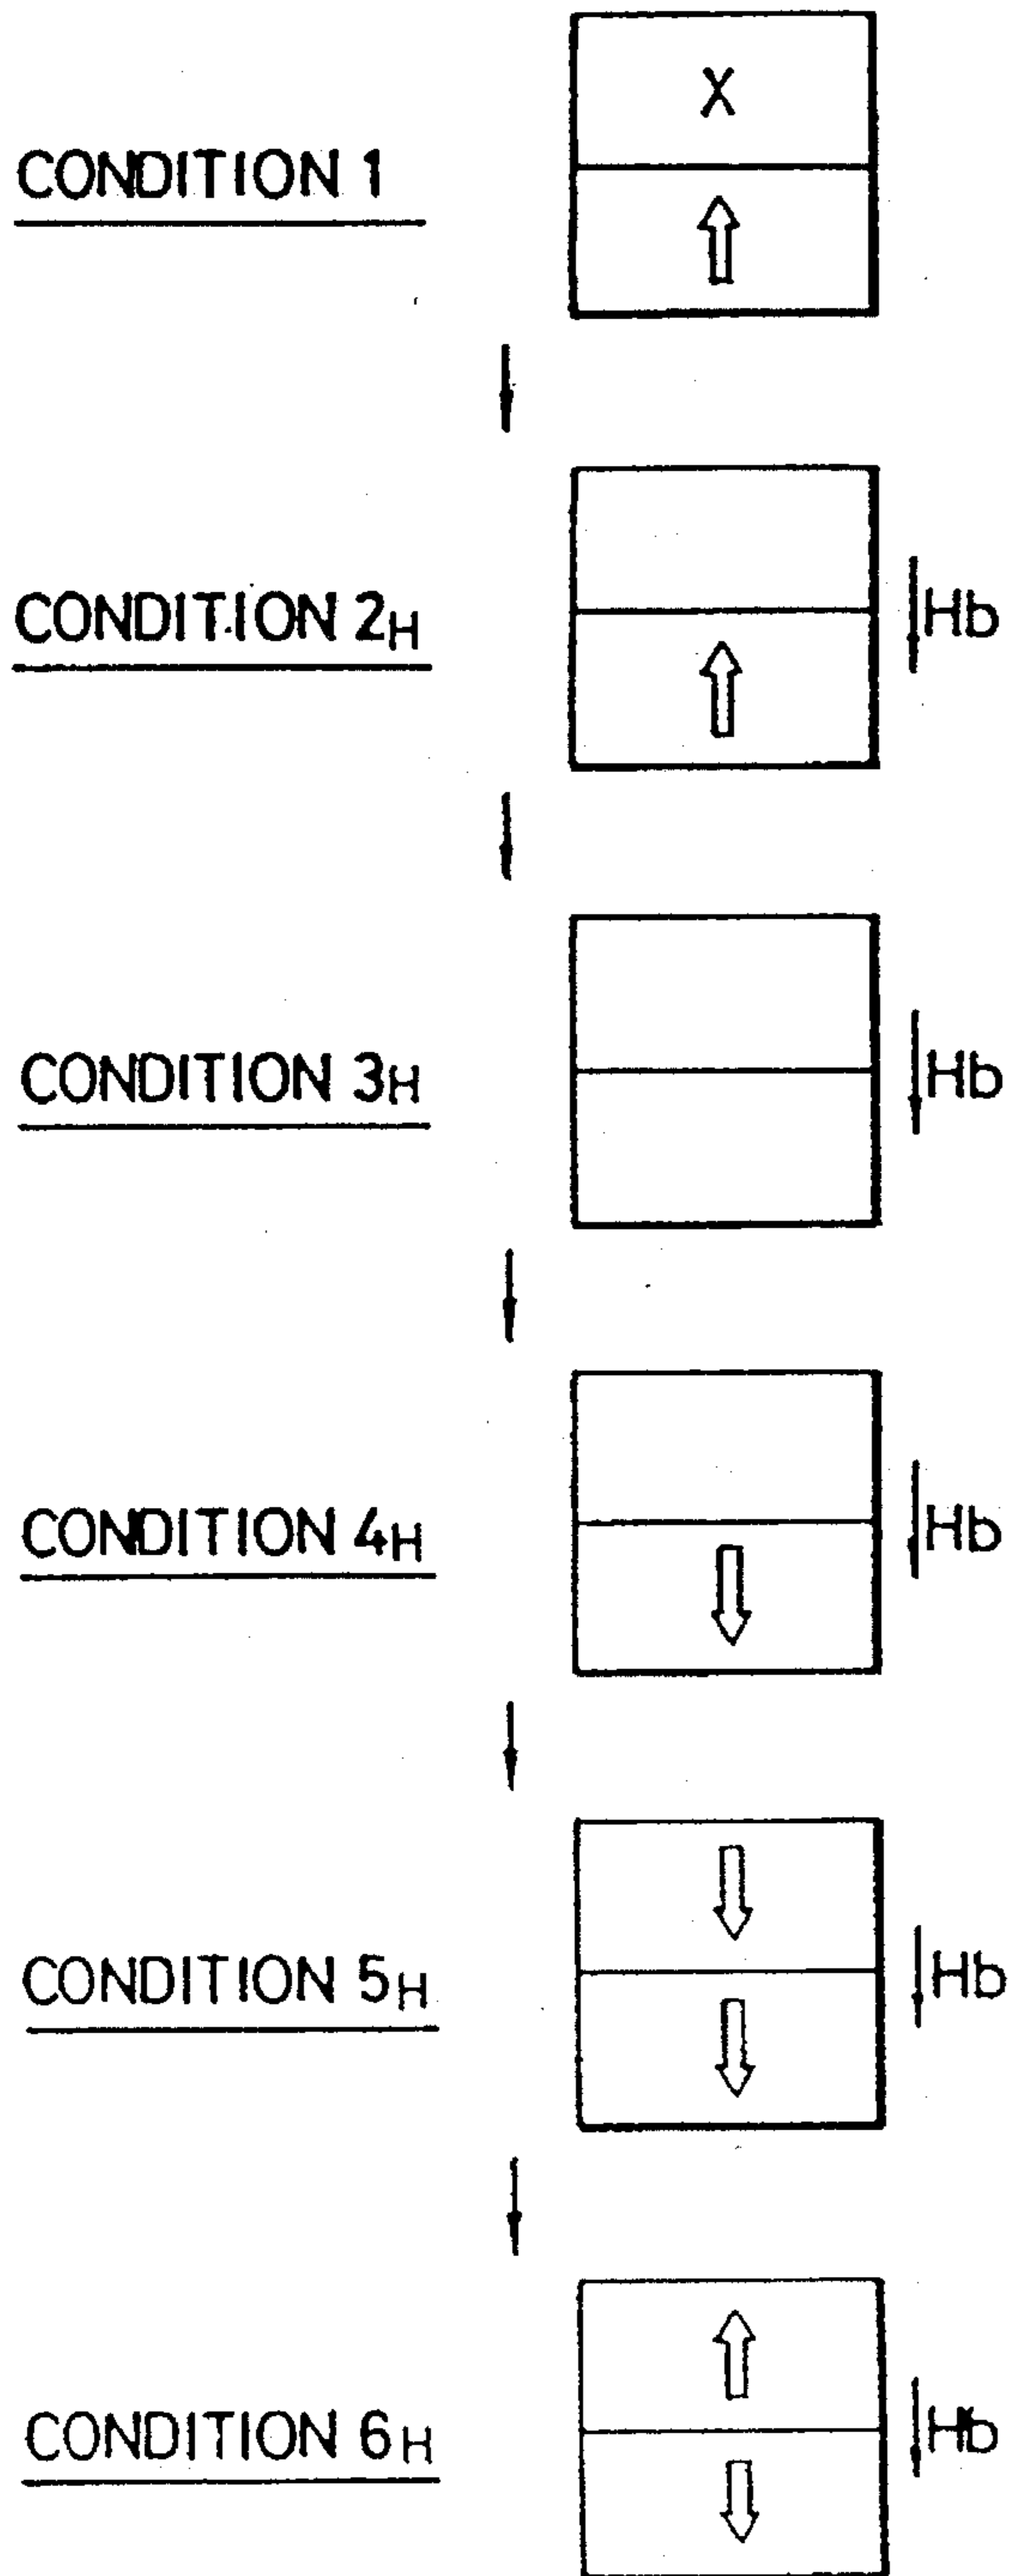 X
CONDITION 1
CONDITION 2H
Hb
CONDITION 3H
Hb
CONDITION 4H
Hb
CONDITION 5H
Hb
CONDITION 6H
Hb